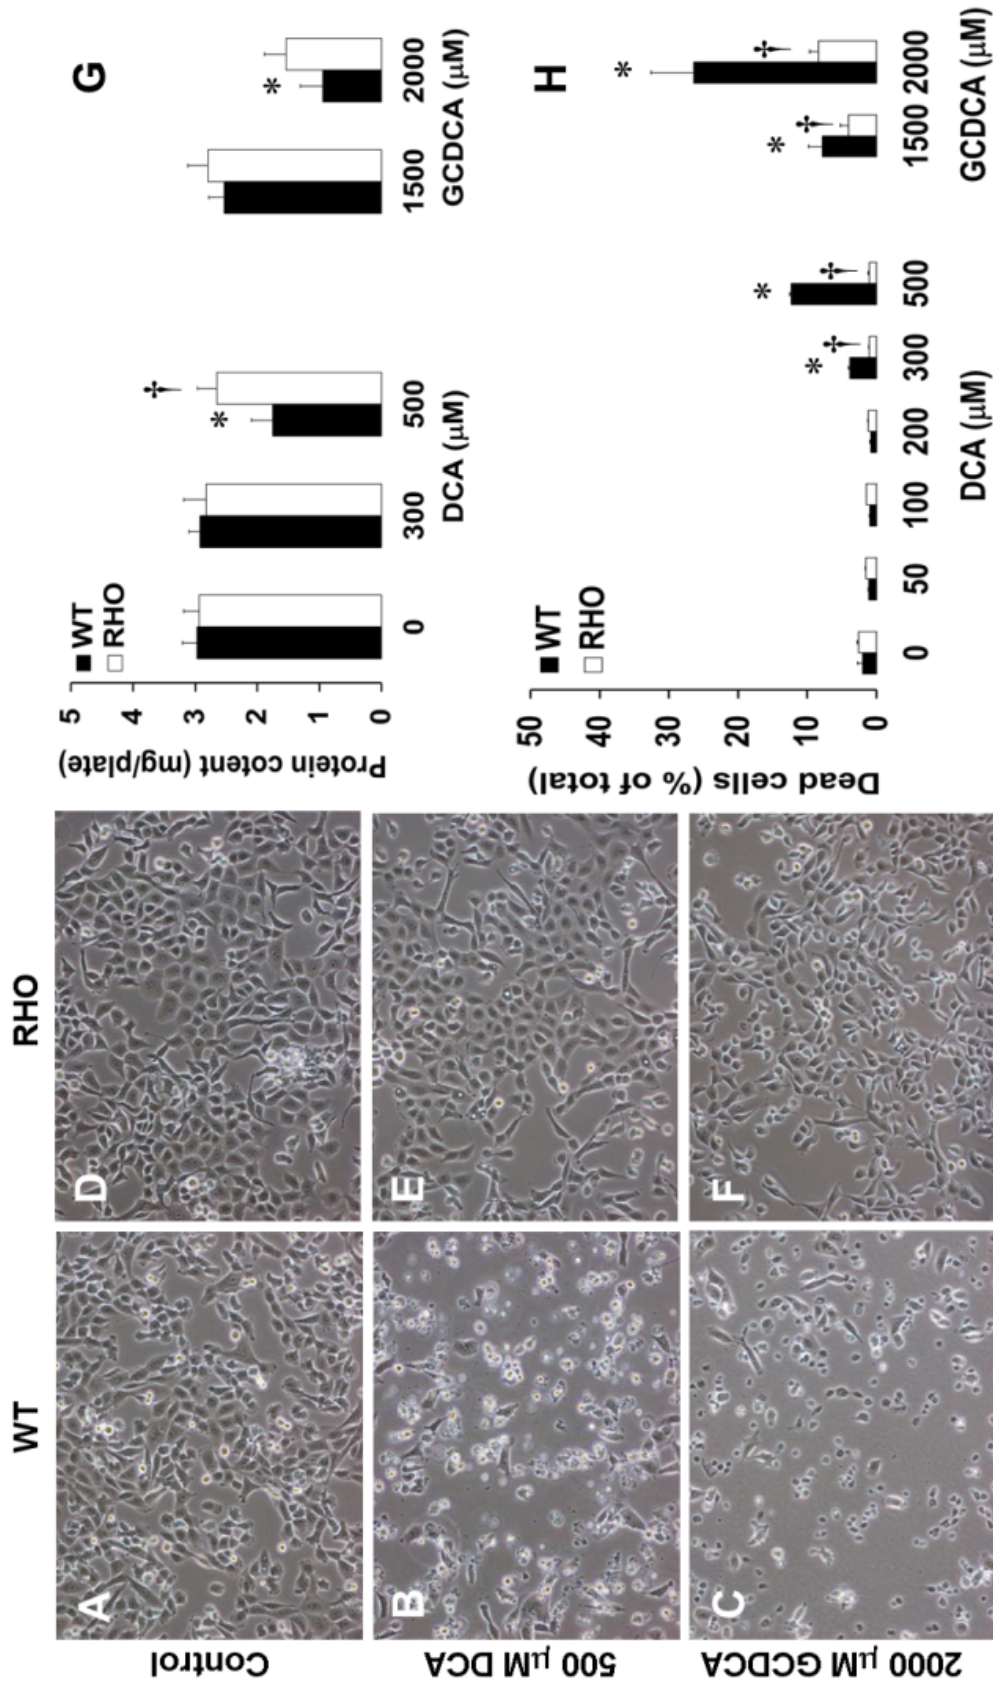 WT
RHO
Control
500 µM DCA
2000 µM GCDCA
A
B
C
D
E
F
G
WT
RHO
Protein cotent (mg/plate)
5
4
3
2
1
0
* ‡ *
0 300 500 1500 2000
DCA (µM) GCDCA (µM)
H
WT
RHO
Dead cells (% of total)
50
40
30
20
10
0
* ‡ * ‡ * ‡ * ‡
0 50 100 200 300 500 1500 2000
DCA (µM) GCDCA (µM)